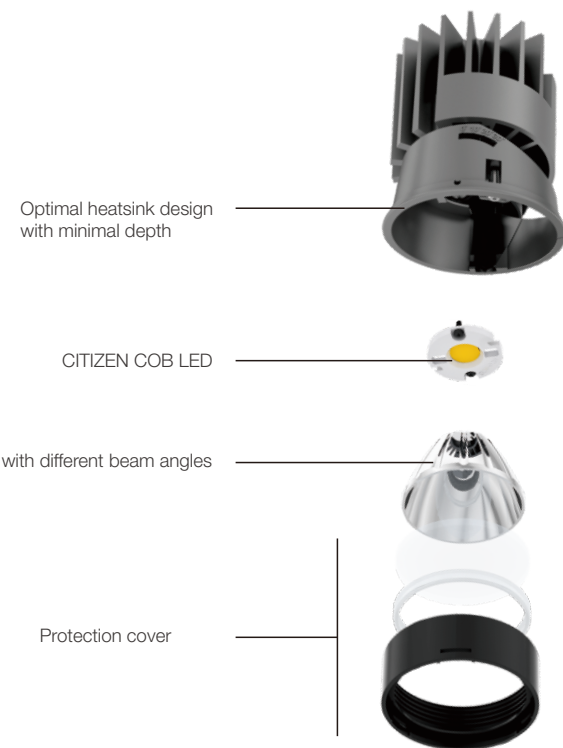 Optimal heatsink design
with minimal depth
CITIZEN COB LED
with different beam angles
Protection cover